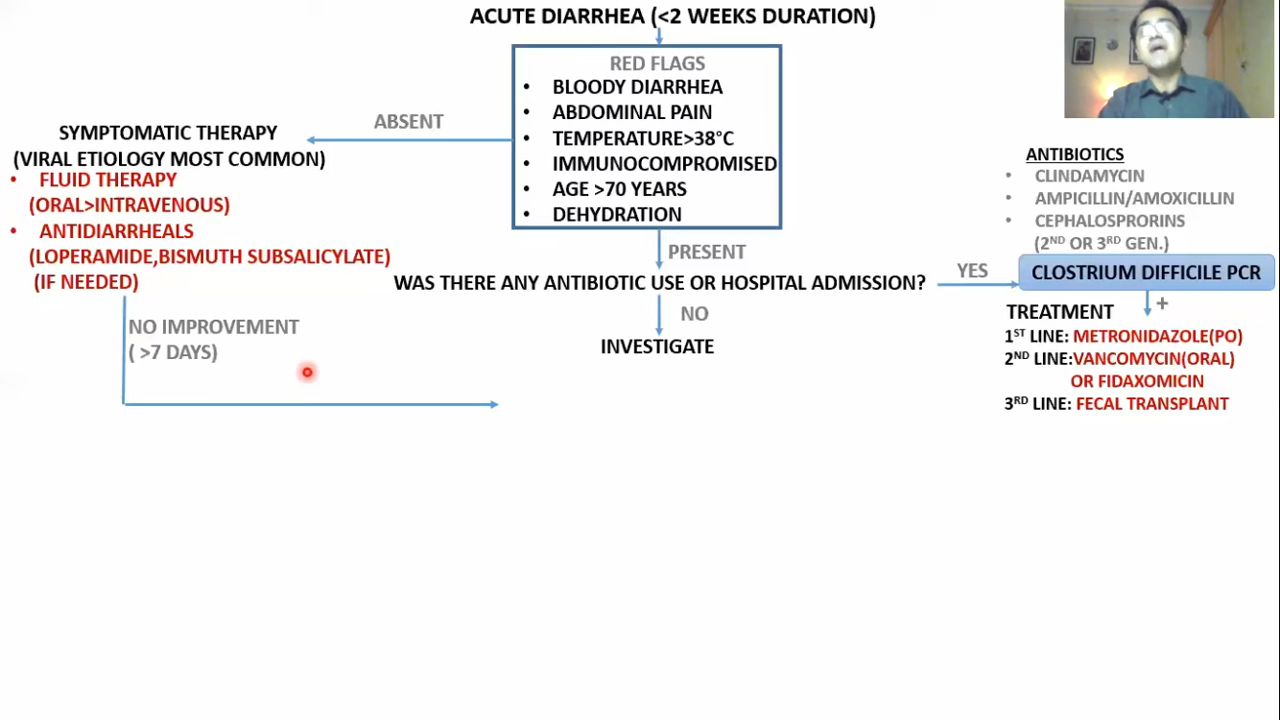 ACUTE DIARRHEA (<2 WEEKS DURATION)
RED FLAGS
• BLOODY DIARRHEA
• ABDOMINAL PAIN
• TEMPERATURE>38°C
• IMMUNOCOMPROMISED
• AGE >70 YEARS
• DEHYDRATION
ABSENT
SYMPTOMATIC THERAPY
(VIRAL ETIOLOGY MOST COMMON)
• FLUID THERAPY
(ORAL>INTRAVENOUS)
• ANTIDIARRHEALS
(LOPERAMIDE,BISMUTH SUBSALICYLATE)
(IF NEEDED)
NO IMPROVEMENT
( >7 DAYS)
PRESENT
WAS THERE ANY ANTIBIOTIC USE OR HOSPITAL ADMISSION?
NO
INVESTIGATE
YES
ANTIBIOTICS
• CLINDAMYCIN
• AMPICILLIN/AMOXICILLIN
• CEPHALOSPRORINS
(2ND OR 3RD GEN.)
CLOSTRIUM DIFFICILE PCR
+
TREATMENT
1ST LINE: METRONIDAZOLE(PO)
2ND LINE:VANCOMYCIN(ORAL)
OR FIDAXOMICIN
3RD LINE: FECAL TRANSPLANT